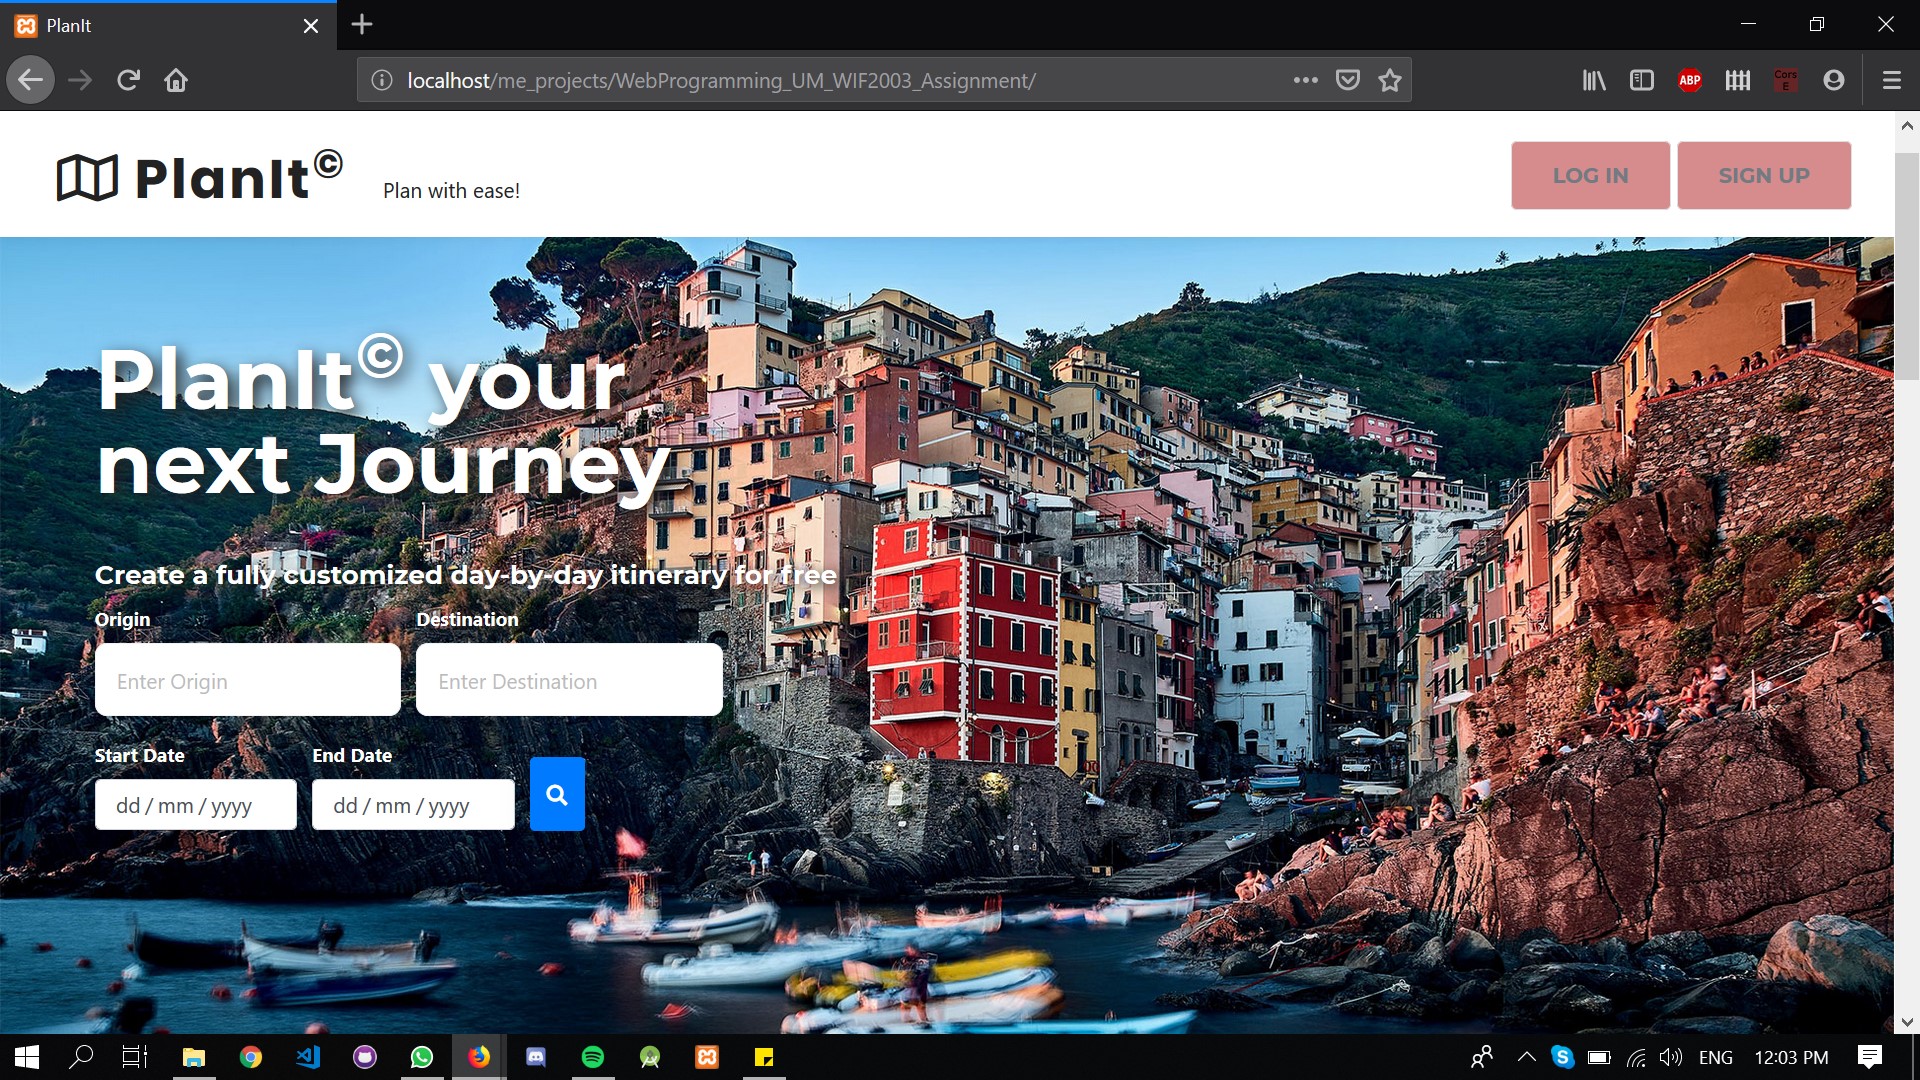 PlanIt
localhost/me_projects/WebProgramming_UM_WIF2003_Assignment/
ABP
Cors
E
PlanIt©
Plan with ease!
LOG IN
SIGN UP
PlanIt© your
next Journey
Create a fully customized day-by-day itinerary for free
Origin
Destination
Enter Origin
Enter Destination
Start Date
End Date
dd / mm / yyyy
dd / mm / yyyy
ENG
12:03 PM